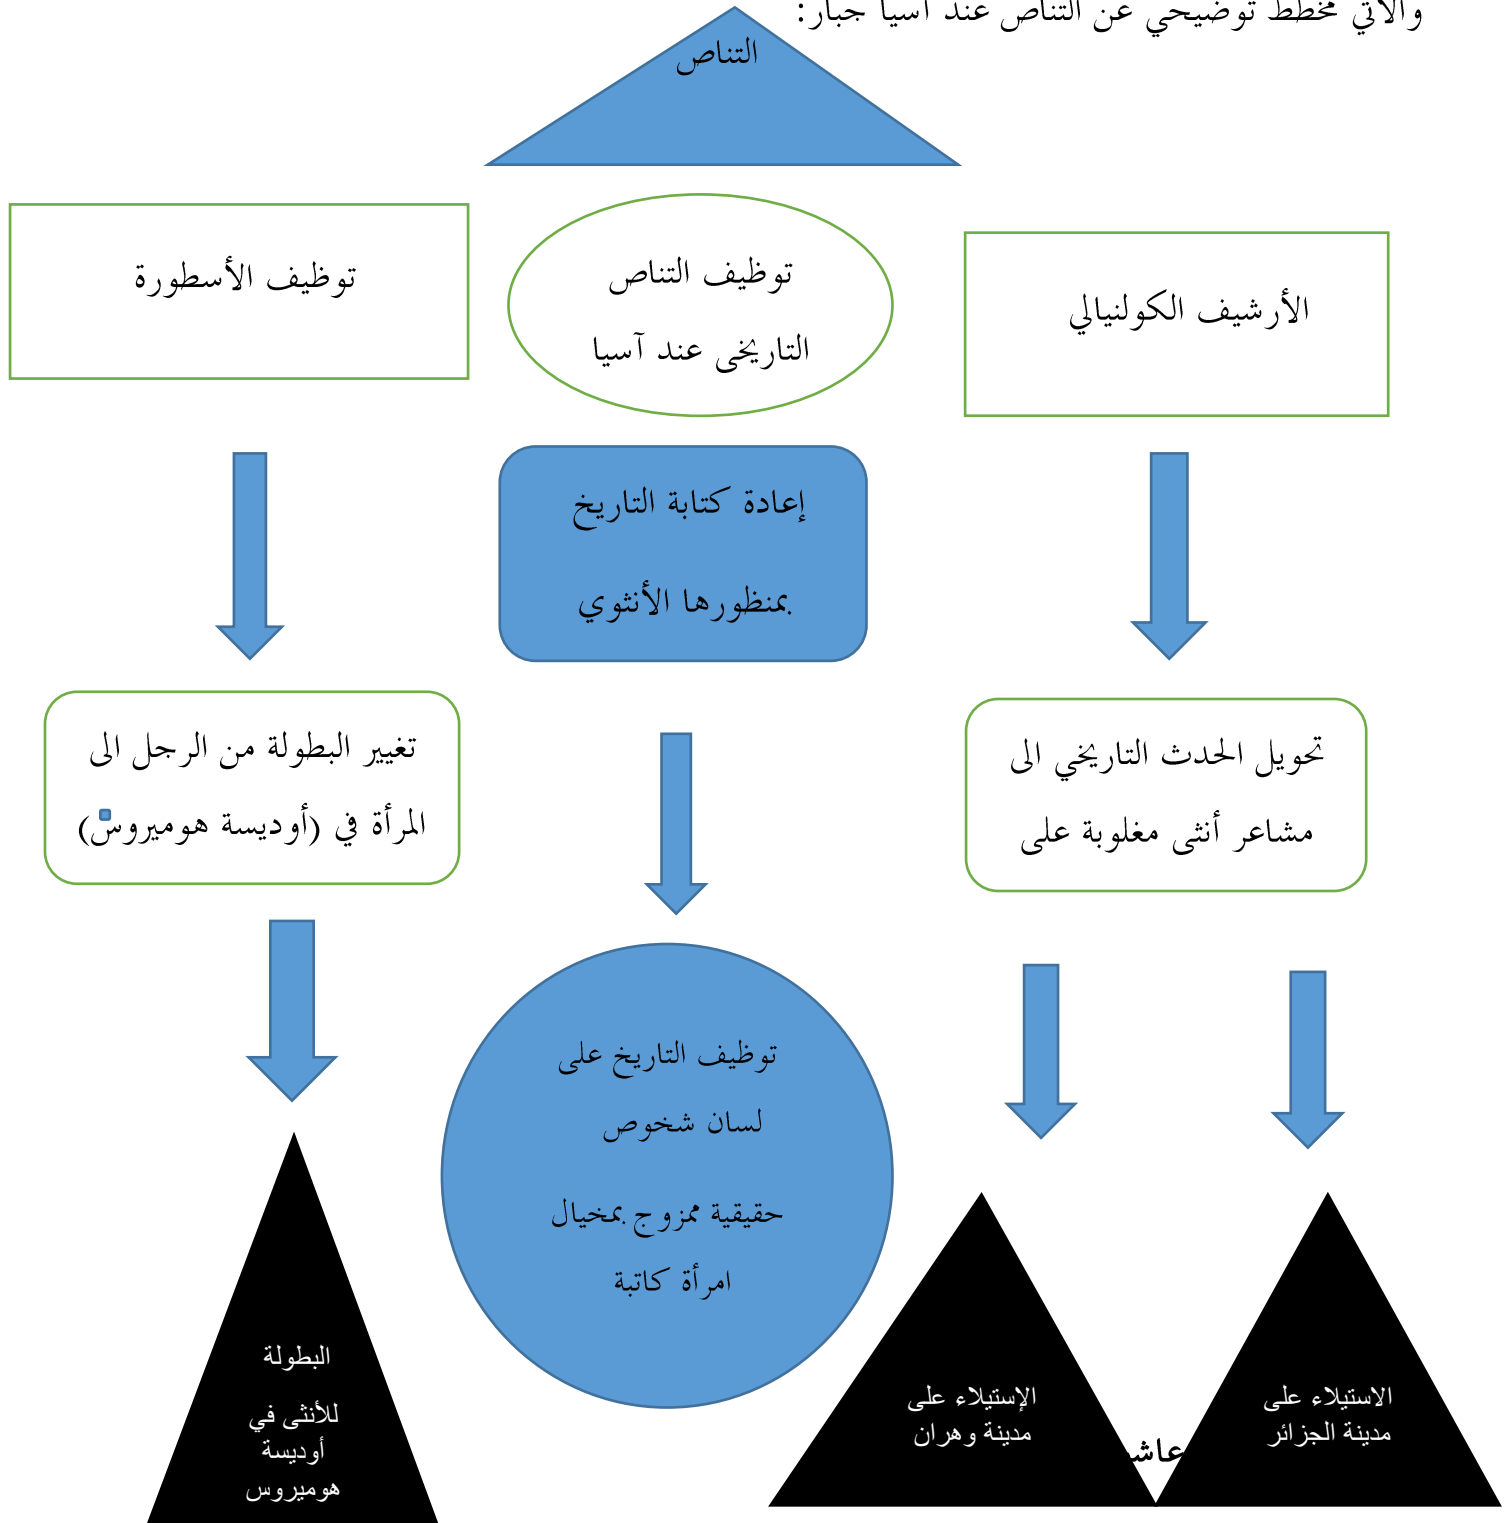 والآتي مخطط توضيحي عن التناص عند آسيا جبار:
التناص
الأرشيف الكولنيالي
توظيف التناص
التاريخى عند آسيا
توظيف الأسطورة
إعادة كتابة التاريخ
بمنظورها الأنثوي
تحويل الحدث التاريخي الى
مشاعر أنثى مغلوبة على
تغيير البطولة من الرجل الى
المرأة في (أوديسة هوميروس)
توظيف التاريخ على
لسان شخوص
حقيقية ممزوج بمخيال
امرأة كاتبة
الاستيلاء على
مدينة الجزائر
الإستيلاء على
مدينة وهران
البطولة
للأنثى في
أوديسة
هوميروس